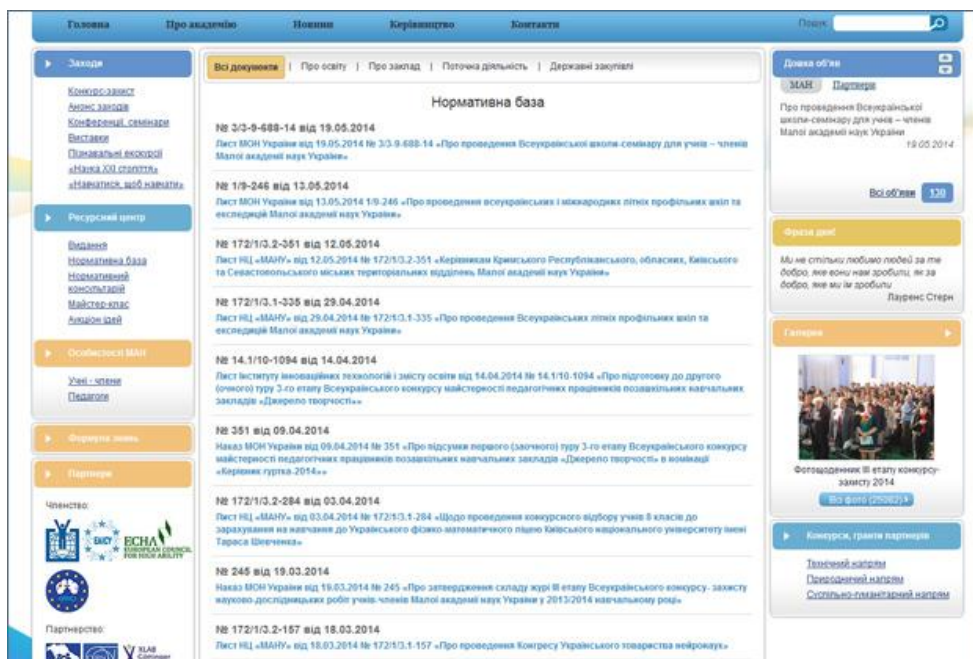 Головна Про академію Новини Керівництво Контакти Пошук
Заходи
Конкурс-захист
Анонс заходів
Конференції, семінари
Виставки
Пізнавальні екскурсії
«Наука XXI століття»
«Навчатися, щоб навчати»
Ресурсний центр
Видання
Нормативна база
Нормативний
консультарій
Майстер-клас
Аукціон ідей
Особистості МАН
Учні - члени
Педагоги
Формула знань
Партнери
Членство:
EAICY
ECHA
EUROPEAN COUNCIL
FOR HIGH ABILITY
Партнерство:
XLAB
Всі документи | Про освіту | Про заклад | Поточна діяльність | Державні закупівлі
Нормативна база
№ 3/3-9-688-14 від 19.05.2014
Лист МОН України від 19.05.2014 № 3/3-9-688-14 «Про проведення Всеукраїнської школи-семінару для учнів – членів
Малої академії наук України»
№ 1/9-246 від 13.05.2014
Лист МОН України від 13.05.2014 1/9-246 «Про проведення всеукраїнських і міжнародних літніх профільних шкіл та
експедицій Малої академії наук України»
№ 172/1/3.2-351 від 12.05.2014
Лист НЦ «МАНУ» від 12.05.2014 № 172/1/3.2-351 «Керівникам Кримського Республіканського, обласних, Київського
та Севастопольського міських територіальних відділень Малої академії наук України»
№ 172/1/3.1-335 від 29.04.2014
Лист НЦ «МАНУ» від 29.04.2014 № 172/1/3.1-335 «Про проведення Всеукраїнських літніх профільних шкіл та
експедицій Малої академії наук України»
№ 14.1/10-1094 від 14.04.2014
Лист Інституту інноваційних технологій і змісту освіти від 14.04.2014 № 14.1/10-1094 «Про підготовку до другого
(очного) туру 3-го етапу Всеукраїнського конкурсу майстерності педагогічних працівників позашкільних навчальних
закладів «Джерело творчості»»
№ 351 від 09.04.2014
Наказ МОН України від 09.04.2014 № 351 «Про підсумки першого (заочного) туру 3-го етапу Всеукраїнського конкурсу
майстерності педагогічних працівників позашкільних навчальних закладів «Джерело творчості» в номінації
«Керівник гуртка-2014»»
№ 172/1/3.2-284 від 03.04.2014
Лист НЦ «МАНУ» від 03.04.2014 № 172/1/3.1-284 «Щодо проведення конкурсного відбору учнів 8 класів до
зарахування на навчання до Українського фізико-математичного ліцею Київського національного університету імені
Тараса Шевченка»
№ 245 від 19.03.2014
Наказ МОН України від 19.03.2014 № 245 «Про затвердження складу журі III етапу Всеукраїнського конкурсу- захисту
науково-дослідницьких робіт учнів-членів Малої академії наук України у 2013/2014 навчальному році»
№ 172/1/3.2-157 від 18.03.2014
Лист НЦ «МАНУ» від 18.03.2014 № 172/1/3.1-157 «Про проведення Конгресу Українського товариства нейронаук»
Дошка об'яв
МАН Партнери
Про проведення Всеукраїнської
школи-семінару для учнів – членів
Малої академії наук України
19.05.2014
Всі об'яви 130
Фраза дня!
Ми не стільки любимо людей за те
добро, яке вони нам зробили, як за
добро, яке ми їм зробили
Лауренс Стерн
Галерея
Фотощоденник III етапу конкурсу-
захисту 2014
Всі фото (25082)
Конкурси, гранти партнерів
Технічний напрям
Природничий напрям
Суспільно-гуманітарний напрям